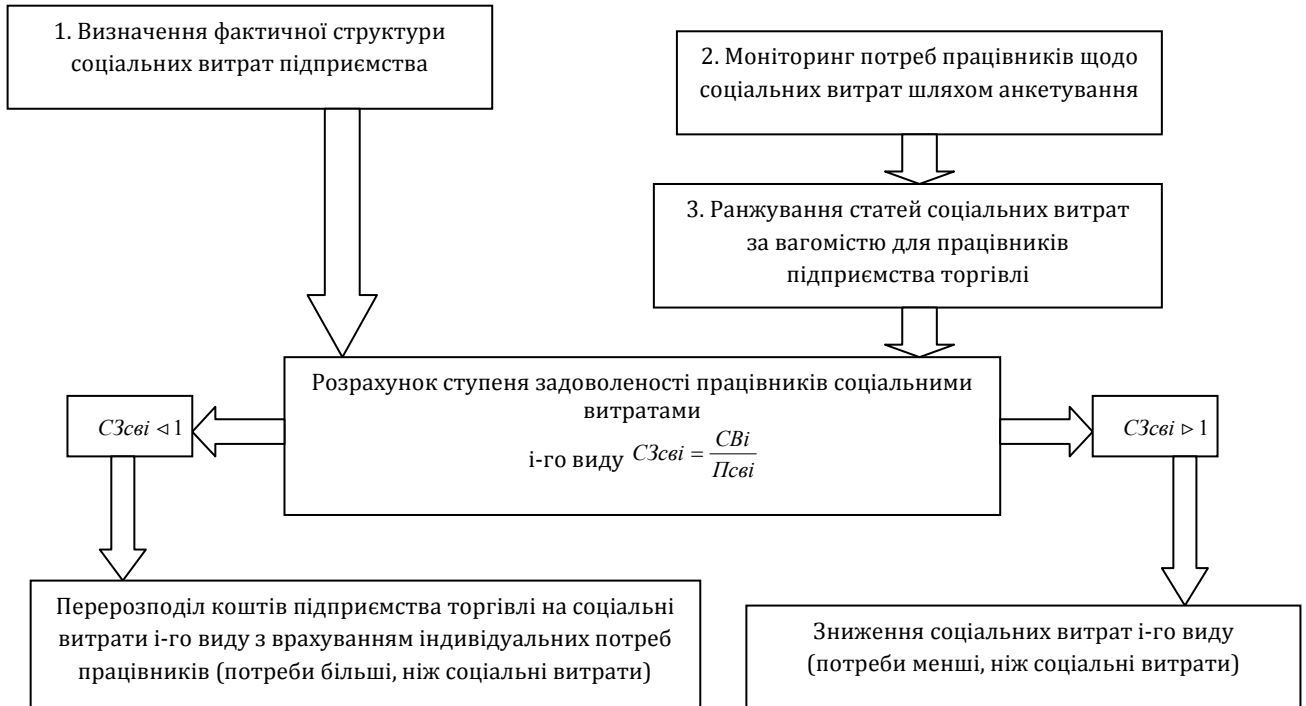 1. Визначення фактичної структури
соціальних витрат підприємства
2. Моніторинг потреб працівників щодо
соціальних витрат шляхом анкетування
3. Ранжування статей соціальних витрат
за вагомістю для працівників
підприємства торгівлі
Розрахунок ступеня задоволеності працівників соціальними
витратами
і-го виду СЗсві = СВі / Псві
СЗсві ⊲ 1
СЗсві ⊳ 1
Перерозподіл коштів підприємства торгівлі на соціальні
витрати і-го виду з врахуванням індивідуальних потреб
працівників (потреби більші, ніж соціальні витрати)
Зниження соціальних витрат і-го виду
(потреби менші, ніж соціальні витрати)